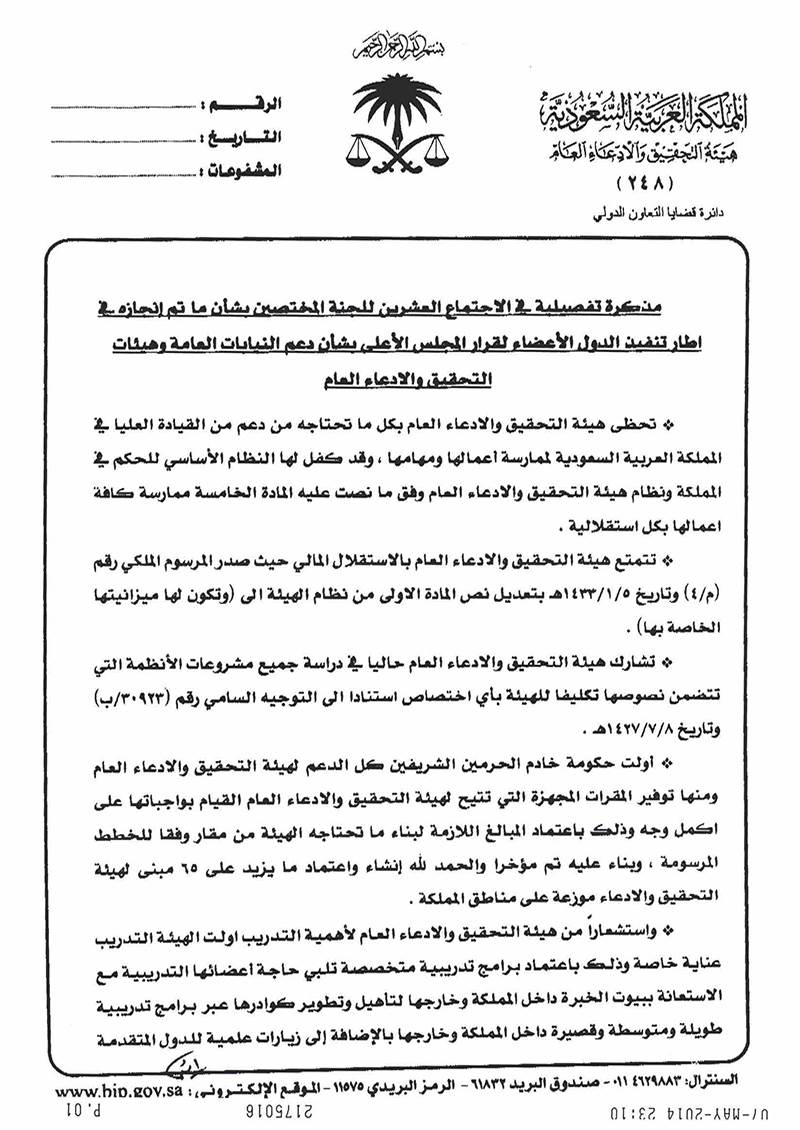 بسم الله الرحمن الرحيم
المملكة العربية السعودية
هيئة التحقيق والادعاء العام
(٢٤٨)
دائرة قضايا التعاون الدولي
الرقم :
التاريخ :
المشفوعات :
مذكرة تفصيلية في الاجتماع العشرين للجنة المختصين بشأن ما تم إنجازه في
اطار تنفيذ الدول الأعضاء لقرار المجلس الأعلى بشأن دعم النيابات العامة وهيئات
التحقيق والادعاء العام
❖ تحظى هيئة التحقيق والادعاء العام بكل ما تحتاجه من دعم من القيادة العليا في
المملكة العربية السعودية لممارسة أعمالها ومهامها ، وقد كفل لها النظام الأساسي للحكم في
المملكة ونظام هيئة التحقيق والادعاء العام وفق ما نصت عليه المادة الخامسة ممارسة كافة
اعمالها بكل استقلالية .
❖ تتمتع هيئة التحقيق والادعاء العام بالاستقلال المالي حيث صدر المرسوم الملكي رقم
(م/٤) وتاريخ ١٤٣٣/١/٥هـ بتعديل نص المادة الاولى من نظام الهيئة الى (وتكون لها ميزانيتها
الخاصة بها) .
❖ تشارك هيئة التحقيق والادعاء العام حاليا في دراسة جميع مشروعات الأنظمة التي
تتضمن نصوصها تكليفا للهيئة بأي اختصاص استنادا الى التوجيه السامي رقم (٣٠٩٢٣/ب)
وتاريخ ١٤٢٧/٧/٨هـ .
❖ أولت حكومة خادم الحرمين الشريفين كل الدعم لهيئة التحقيق والادعاء العام
ومنها توفير المقرات المجهزة التي تتيح لهيئة التحقيق والادعاء العام القيام بواجباتها على
اكمل وجه وذلك باعتماد المبالغ اللازمة لبناء ما تحتاجه الهيئة من مقار وفقا للخطط
المرسومة ، وبناء عليه تم مؤخرا والحمد لله إنشاء واعتماد ما يزيد على ٦٥ مبنى لهيئة
التحقيق والادعاء موزعة على مناطق المملكة .
❖ واستشعاراً من هيئة التحقيق والادعاء العام لأهمية التدريب اولت الهيئة التدريب
عناية خاصة وذلك باعتماد برامج تدريبية متخصصة تلبي حاجة أعضائها التدريبية مع
الاستعانة ببيوت الخبرة داخل المملكة وخارجها لتأهيل وتطوير كوادرها عبر برامج تدريبية
طويلة ومتوسطة وقصيرة داخل المملكة وخارجها بالإضافة إلى زيارات علمية للدول المتقدمة
السنترال: ٠١١٤٦٢٩٨٨٣ - صندوق البريد ٦١٨٣٢ - الرمز البريدي ١١٥٧٥ - الموقع الإلكتروني : www.bip.gov.sa
P.01 2175016 07-MAY-2014 23:10